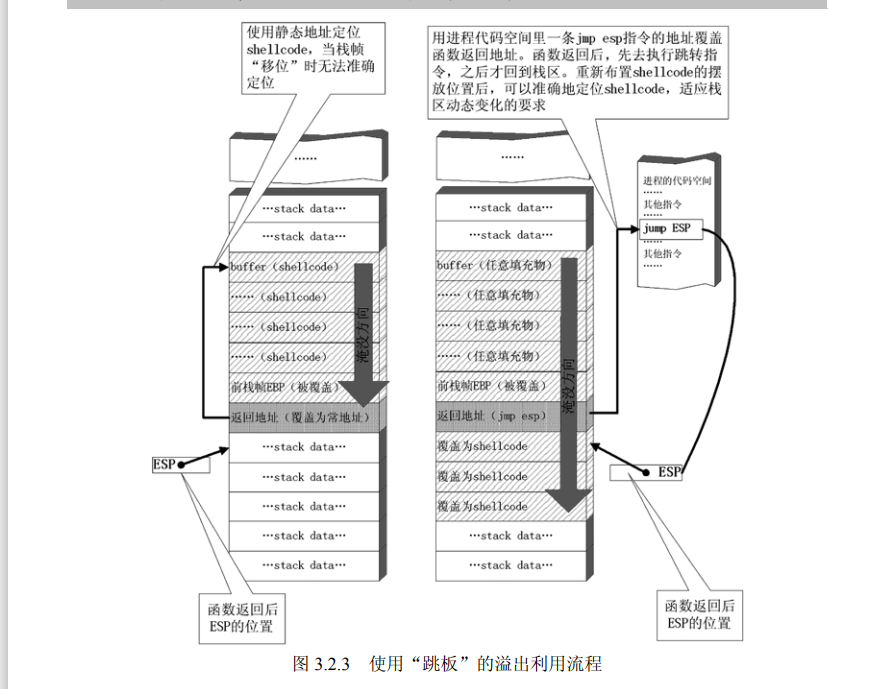 使用静态地址定位
shellcode，当栈帧
“移位”时无法准确
定位
用进程代码空间里一条jmp esp指令的地址覆盖
函数返回地址。函数返回后，先去执行跳转指
令，之后才回到栈区。重新布置shellcode的摆
放位置后，可以准确地定位shellcode，适应栈
区动态变化的要求
……
…stack data…
…stack data…
buffer（shellcode）
……（shellcode）
……（shellcode）
……（shellcode）
前栈帧EBP（被覆盖）
返回地址（覆盖为常地址）
…stack data…
…stack data…
…stack data…
…stack data…
…stack data…
淹没方向
ESP
函数返回后
ESP的位置
……
…stack data…
…stack data…
buffer（任意填充物）
……（任意填充物）
……（任意填充物）
……（任意填充物）
前栈帧EBP（被覆盖）
返回地址（jmp esp）
覆盖为shellcode
覆盖为shellcode
覆盖为shellcode
…stack data…
…stack data…
淹没方向
进程的代码空间
……
其他指令
……
jump ESP
……
其他指令
……
ESP
函数返回后
ESP的位置
图 3.2.3 使用“跳板”的溢出利用流程